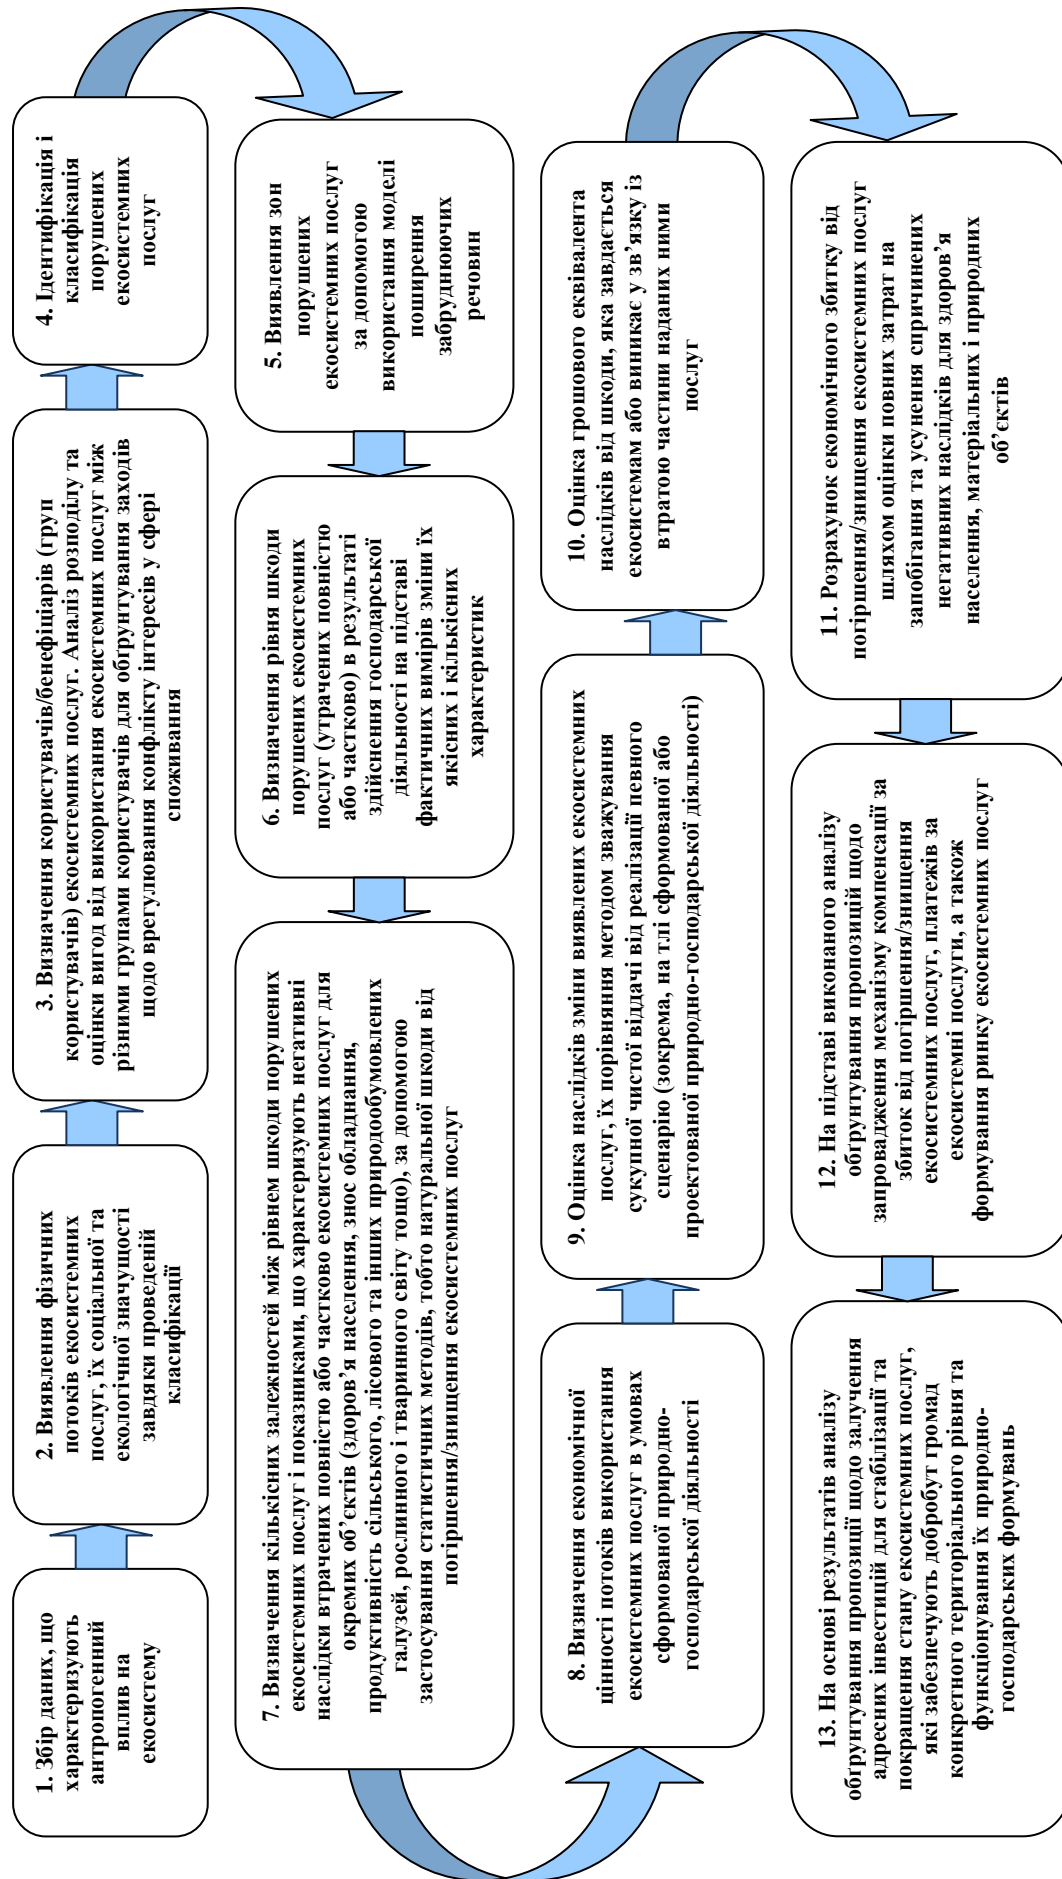 1. Збір даних, що
характеризують
антропогенний
вплив на
екосистему
2. Виявлення фізичних
потоків екосистемних
послуг, їх соціальної та
екологічної значущості
завдяки проведеній
класифікації
3. Визначення користувачів/бенефіціарів (груп
користувачів) екосистемних послуг. Аналіз розподілу та
оцінки вигод від використання екосистемних послуг між
різними групами користувачів для обґрунтування заходів
щодо врегулювання конфлікту інтересів у сфері
споживання
4. Ідентифікація і
класифікація
порушених
екосистемних
послуг
5. Виявлення зон
порушених
екосистемних послуг
за допомогою
використання моделі
поширення
забруднюючих
речовин
6. Визначення рівня шкоди
порушених екосистемних
послуг (утрачених повністю
або частково) в результаті
здійснення господарської
діяльності на підставі
фактичних вимірів зміни їх
якісних і кількісних
характеристик
7. Визначення кількісних залежностей між рівнем шкоди порушених
екосистемних послуг і показниками, що характеризують негативні
наслідки втрачених повністю або частково екосистемних послуг для
окремих об’єктів (здоров’я населення, знос обладнання,
продуктивність сільського, лісового та інших природобумовлених
галузей, рослинного і тваринного світу тощо), за допомогою
застосування статистичних методів, тобто натуральної шкоди від
погіршення/знищення екосистемних послуг
8. Визначення економічної
цінності потоків використання
екосистемних послуг в умовах
сформованої природно-
господарської діяльності
9. Оцінка наслідків зміни виявлених екосистемних
послуг, їх порівняння методом зважування
сукупної чистої віддачі від реалізації певного
сценарію (зокрема, на тлі сформованої або
проектованої природно-господарської діяльності)
10. Оцінка грошового еквівалента
наслідків від шкоди, яка завдається
екосистемам або виникає у зв’язку із
втратою частини наданих ними
послуг
11. Розрахунок економічного збитку від
погіршення/знищення екосистемних послуг
шляхом оцінки повних затрат на
запобігання та усунення спричинених
негативних наслідків для здоров’я
населення, матеріальних і природних
об’єктів
12. На підставі виконаного аналізу
обґрунтування пропозицій щодо
запровадження механізму компенсації за
збиток від погіршення/знищення
екосистемних послуг, платежів за
екосистемні послуги, а також
формування ринку екосистемних послуг
13. На основі результатів аналізу
обґрунтування пропозиції щодо залучення
адресних інвестицій для стабілізації та
покращення стану екосистемних послуг,
які забезпечують добробут громад
конкретного територіального рівня та
функціонування їх природно-
господарських формувань